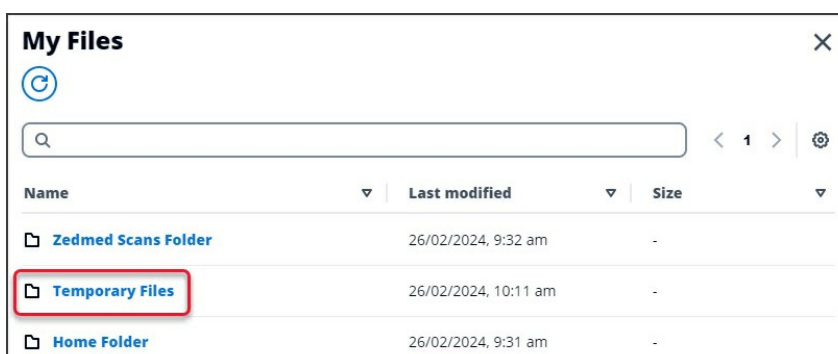 My Files
1
Name Last modified Size
Zedmed Scans Folder 26/02/2024, 9:32 am -
Temporary Files 26/02/2024, 10:11 am -
Home Folder 26/02/2024, 9:31 am -